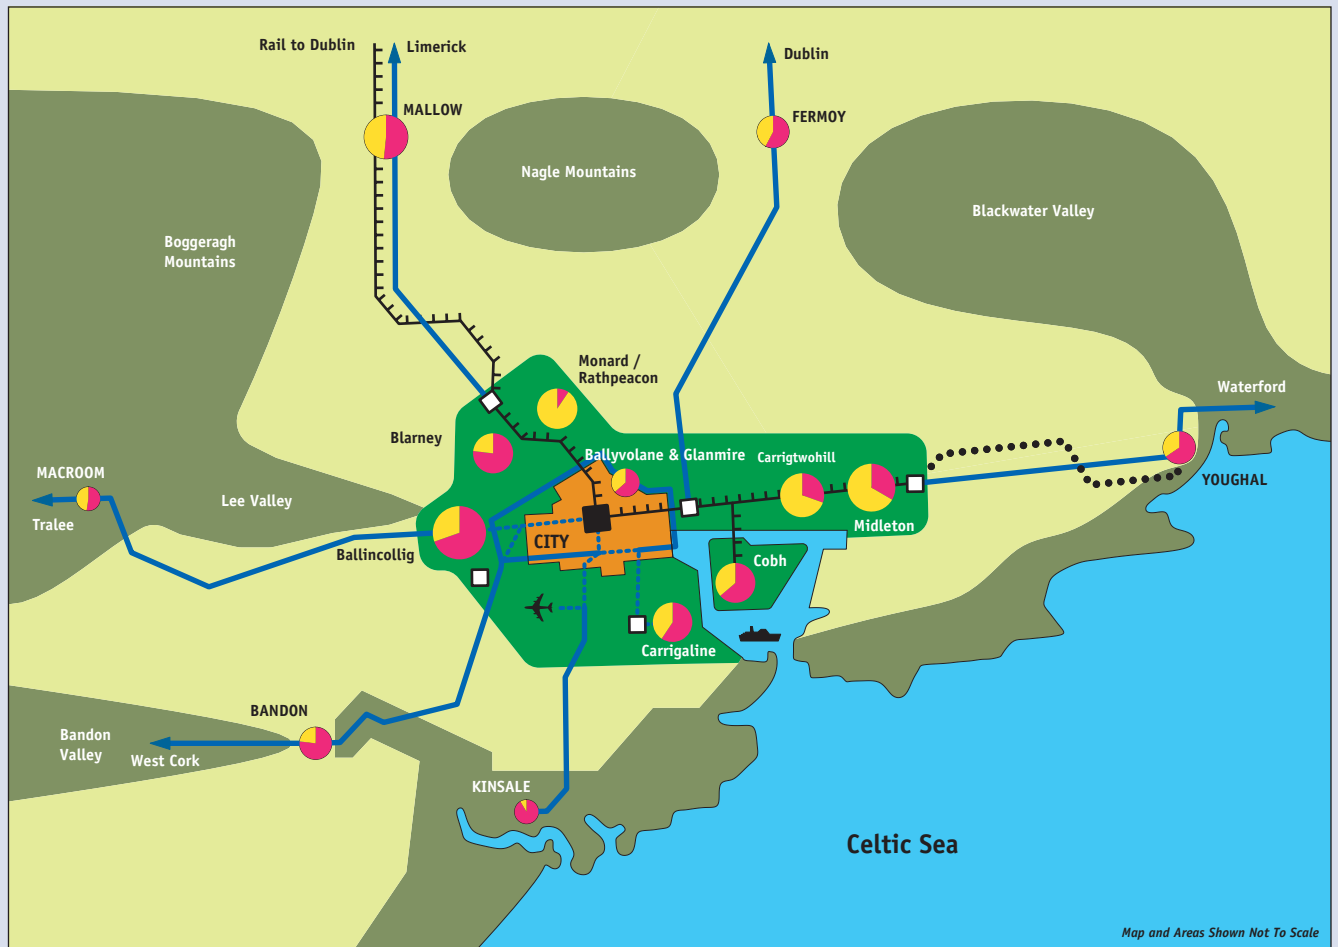 Rail to Dublin
Limerick
Dublin
MALLOW
FERMOY
Nagle Mountains
Blackwater Valley
Boggeragh
Mountains
Monard /
Rathpeacon
Waterford
Blarney
Ballyvolane & Glanmire
Carrigtwohill
MACROOM
YOUGHAL
Lee Valley
Tralee
Midleton
CITY
Ballincollig
Cobh
Carrigaline
BANDON
Bandon
Valley
West Cork
KINSALE
Celtic Sea
Map and Areas Shown Not To Scale